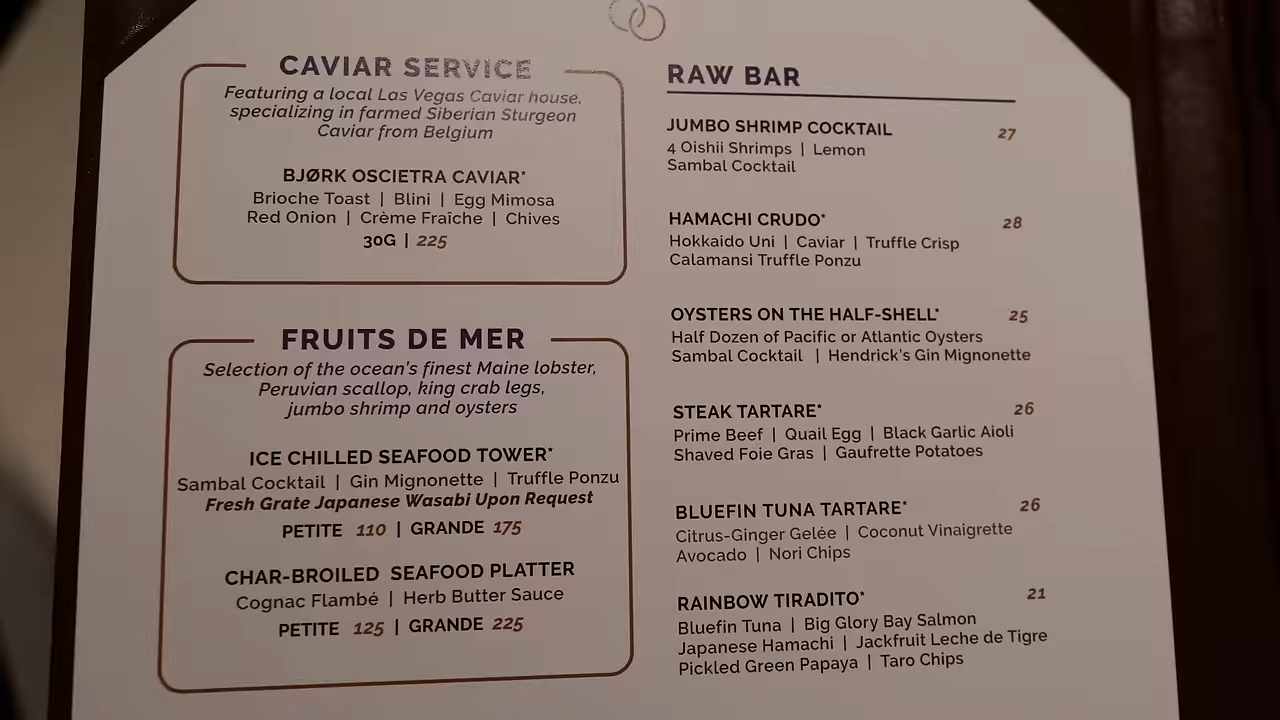 CAVIAR SERVICE
Featuring a local Las Vegas Caviar house,
specializing in farmed Siberian Sturgeon
Caviar from Belgium
BJØRK OSCIETRA CAVIAR*
Brioche Toast | Blini | Egg Mimosa
Red Onion | Crème Fraîche | Chives
30G | 225
FRUITS DE MER
Selection of the ocean's finest Maine lobster,
Peruvian scallop, king crab legs,
jumbo shrimp and oysters
ICE CHILLED SEAFOOD TOWER*
Sambal Cocktail | Gin Mignonette | Truffle Ponzu
Fresh Grate Japanese Wasabi Upon Request
PETITE 110 | GRANDE 175
CHAR-BROILED SEAFOOD PLATTER
Cognac Flambé | Herb Butter Sauce
PETITE 125 | GRANDE 225
RAW BAR
JUMBO SHRIMP COCKTAIL 27
4 Oishii Shrimps | Lemon
Sambal Cocktail
HAMACHI CRUDO* 28
Hokkaido Uni | Caviar | Truffle Crisp
Calamansi Truffle Ponzu
OYSTERS ON THE HALF-SHELL* 25
Half Dozen of Pacific or Atlantic Oysters
Sambal Cocktail | Hendrick's Gin Mignonette
STEAK TARTARE* 26
Prime Beef | Quail Egg | Black Garlic Aioli
Shaved Foie Gras | Gaufrette Potatoes
BLUEFIN TUNA TARTARE* 26
Citrus-Ginger Gelée | Coconut Vinaigrette
Avocado | Nori Chips
RAINBOW TIRADITO* 21
Bluefin Tuna | Big Glory Bay Salmon
Japanese Hamachi | Jackfruit Leche de Tigre
Pickled Green Papaya | Taro Chips